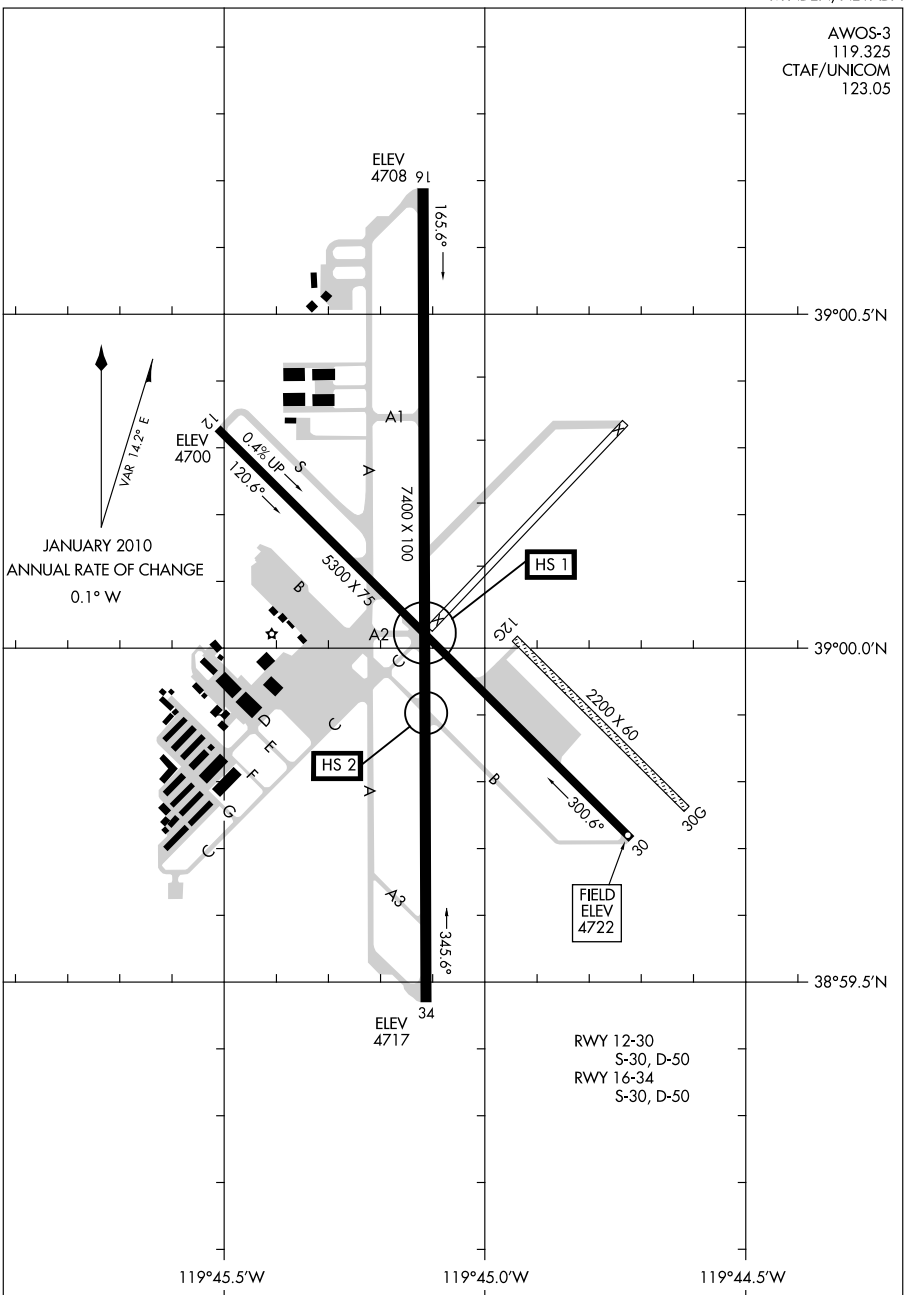 AWOS-3
119.325
CTAF/UNICOM
123.05
ELEV
4708
16
165.6°
39°00.5'N
VAR 14.2° E
JANUARY 2010
ANNUAL RATE OF CHANGE
0.1° W
12
ELEV
4700
0.4% UP
120.6°
S
A1
A
7400 X 100
5300 X 75
HS 1
B
A2
C
12G
39°00.0'N
2200 X 60
D
E
F
G
C
C
HS 2
A
B
300.6°
30G
30
A3
345.6°
FIELD
ELEV
4722
38°59.5'N
34
ELEV
4717
RWY 12-30
S-30, D-50
RWY 16-34
S-30, D-50
119°45.5'W
119°45.0'W
119°44.5'W